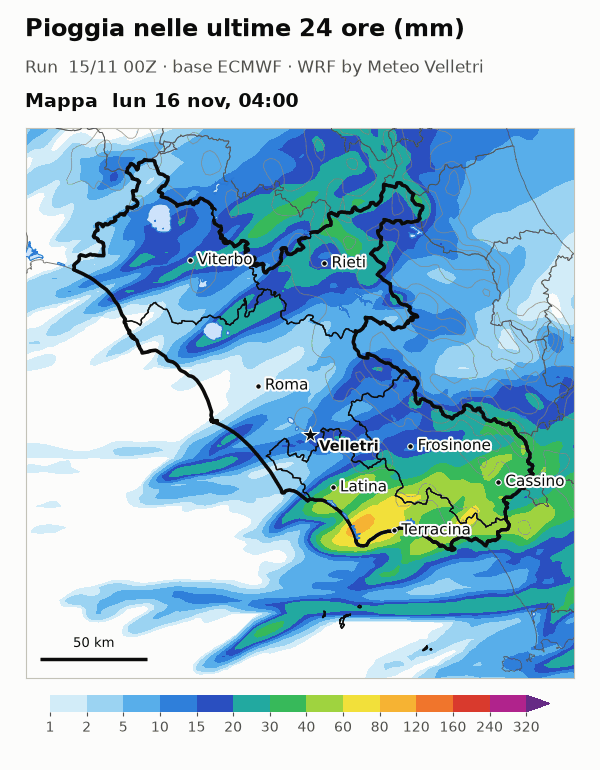 Pioggia nelle ultime 24 ore (mm)
Run  15/11 00Z · base ECMWF · WRF by Meteo Velletri
Mappa  lun 16 nov, 04:00
Viterbo
Rieti
Roma
Velletri
Frosinone
Cassino
Latina
Terracina
50 km
1 2 5 10 15 20 30 40 60 80 120 160 240 320